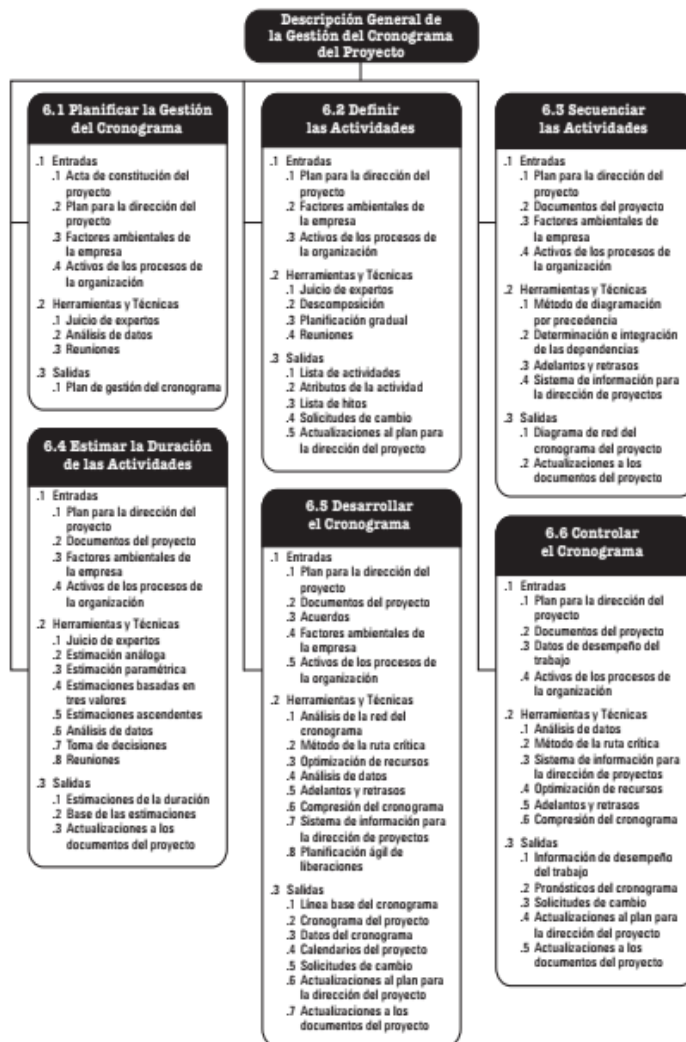 Descripción General de
la Gestión del Cronograma
del Proyecto
6.1 Planificar la Gestión
del Cronograma
.1 Entradas
.1 Acta de constitución del
proyecto
.2 Plan para la dirección del
proyecto
.3 Factores ambientales de
la empresa
.4 Activos de los procesos de
la organización
.2 Herramientas y Técnicas
.1 Juicio de expertos
.2 Análisis de datos
.3 Reuniones
.3 Salidas
.1 Plan de gestión del cronograma
6.2 Definir
las Actividades
.1 Entradas
.1 Plan para la dirección del
proyecto
.2 Factores ambientales de
la empresa
.3 Activos de los procesos de
la organización
.2 Herramientas y Técnicas
.1 Juicio de expertos
.2 Descomposición
.3 Planificación gradual
.4 Reuniones
.3 Salidas
.1 Lista de actividades
.2 Atributos de la actividad
.3 Lista de hitos
.4 Solicitudes de cambio
.5 Actualizaciones al plan para
la dirección del proyecto
6.3 Secuenciar
las Actividades
.1 Entradas
.1 Plan para la dirección del
proyecto
.2 Documentos del proyecto
.3 Factores ambientales de
la empresa
.4 Activos de los procesos de
la organización
.2 Herramientas y Técnicas
.1 Método de diagramación
por precedencia
.2 Determinación e integración
de las dependencias
.3 Adelantos y retrasos
.4 Sistema de información para
la dirección de proyectos
.3 Salidas
.1 Diagrama de red del
cronograma del proyecto
.2 Actualizaciones a los
documentos del proyecto
6.4 Estimar la Duración
de las Actividades
.1 Entradas
.1 Plan para la dirección del
proyecto
.2 Documentos del proyecto
.3 Factores ambientales de
la empresa
.4 Activos de los procesos de
la organización
.2 Herramientas y Técnicas
.1 Juicio de expertos
.2 Estimación análoga
.3 Estimación paramétrica
.4 Estimaciones basadas en
tres valores
.5 Estimaciones ascendentes
.6 Análisis de datos
.7 Toma de decisiones
.8 Reuniones
.3 Salidas
.1 Estimaciones de la duración
.2 Base de las estimaciones
.3 Actualizaciones a los
documentos del proyecto
6.5 Desarrollar
el Cronograma
.1 Entradas
.1 Plan para la dirección del
proyecto
.2 Documentos del proyecto
.3 Acuerdos
.4 Factores ambientales de
la empresa
.5 Activos de los procesos de
la organización
.2 Herramientas y Técnicas
.1 Análisis de la red del
cronograma
.2 Método de la ruta crítica
.3 Optimización de recursos
.4 Análisis de datos
.5 Adelantos y retrasos
.6 Compresión del cronograma
.7 Sistema de información para
la dirección de proyectos
.8 Planificación ágil de
liberaciones
.3 Salidas
.1 Línea base del cronograma
.2 Cronograma del proyecto
.3 Datos del cronograma
.4 Calendarios del proyecto
.5 Solicitudes de cambio
.6 Actualizaciones al plan para
la dirección del proyecto
.7 Actualizaciones a los
documentos del proyecto
6.6 Controlar
el Cronograma
.1 Entradas
.1 Plan para la dirección del
proyecto
.2 Documentos del proyecto
.3 Datos de desempeño del
trabajo
.4 Activos de los procesos de
la organización
.2 Herramientas y Técnicas
.1 Análisis de datos
.2 Método de la ruta crítica
.3 Sistema de información para
la dirección de proyectos
.4 Optimización de recursos
.5 Adelantos y retrasos
.6 Compresión del cronograma
.3 Salidas
.1 Información de desempeño
del trabajo
.2 Pronósticos del cronograma
.3 Solicitudes de cambio
.4 Actualizaciones al plan para
la dirección del proyecto
.5 Actualizaciones a los
documentos del proyecto